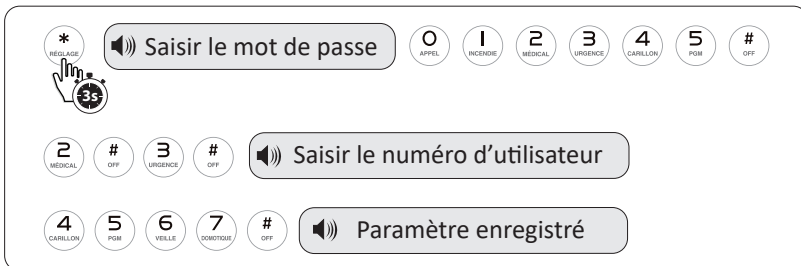 * Saisir le mot de passe 0 1 2 3 4 5 #
RÉGLAGE APPEL INCENDIE MÉDICAL URGENCE CARILLON PGM OFF
3s
2 # 3 # Saisir le numéro d'utilisateur
MÉDICAL OFF URGENCE OFF
4 5 6 7 # Paramètre enregistré
CARILLON PGM VEILLE DOMOTIQUE OFF